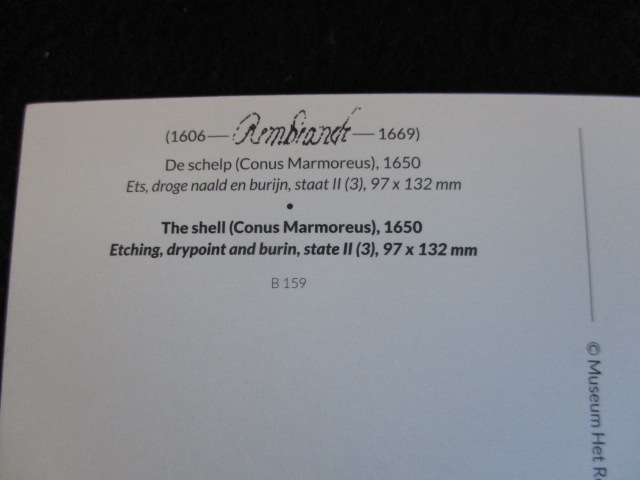 (1606— Rembrandt —1669)
De schelp (Conus Marmoreus), 1650
Ets, droge naald en burijn, staat II (3), 97 x 132 mm
•
The shell (Conus Marmoreus), 1650
Etching, drypoint and burin, state II (3), 97 x 132 mm
B 159
© Museum Het